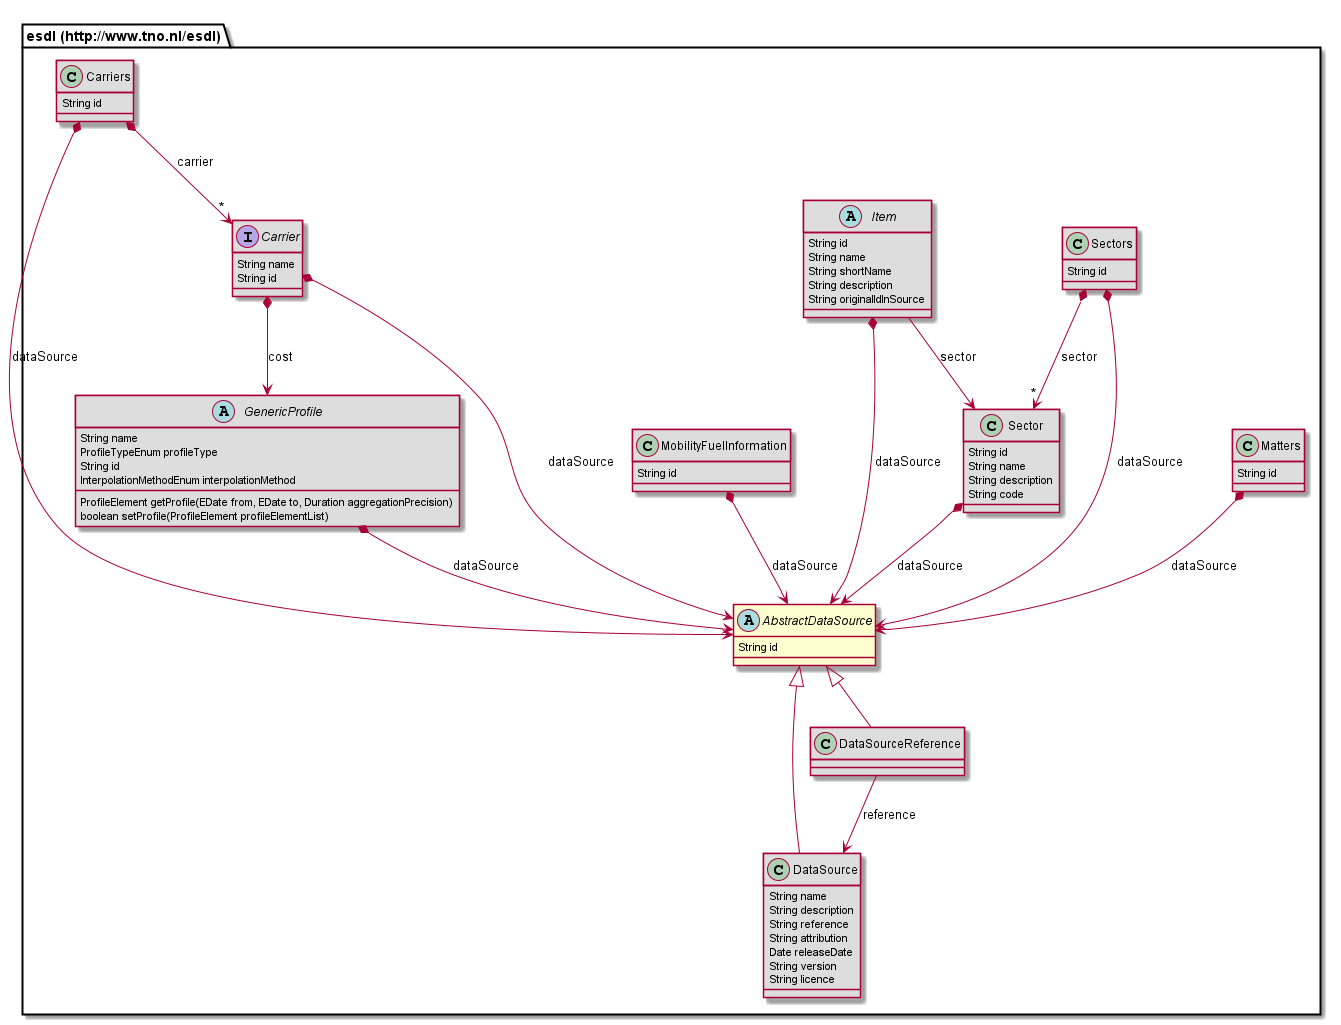 esdl (http://www.tno.nl/esdl)
C Carriers
String id
carrier
*
I Carrier
String name
String id
A Item
String id
String name
String shortName
String description
String originalIdInSource
C Sectors
String id
dataSource
cost
sector
sector
*
A GenericProfile
String name
ProfileTypeEnum profileType
String id
InterpolationMethodEnum interpolationMethod
ProfileElement getProfile(EDate from, EDate to, Duration aggregationPrecision)
boolean setProfile(ProfileElement profileElementList)
dataSource
C MobilityFuelInformation
String id
dataSource
C Sector
String id
String name
String description
String code
dataSource
C Matters
String id
dataSource
dataSource
dataSource
dataSource
A AbstractDataSource
String id
C DataSourceReference
reference
C DataSource
String name
String description
String reference
String attribution
Date releaseDate
String version
String licence